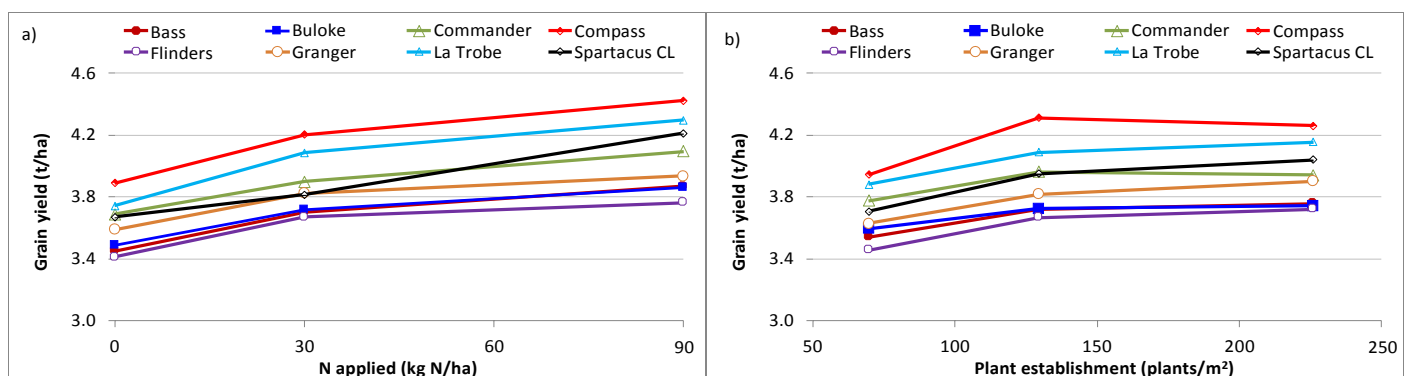 a)
Bass Buloke Commander Compass
Flinders Granger La Trobe Spartacus CL
4.6
4.2
3.8
3.4
3.0
Grain yield (t/ha)
0 30 60 90
N applied (kg N/ha)
b)
Bass Buloke Commander Compass
Flinders Granger La Trobe Spartacus CL
4.6
4.2
3.8
3.4
3.0
Grain yield (t/ha)
50 100 150 200 250
Plant establishment (plants/m²)